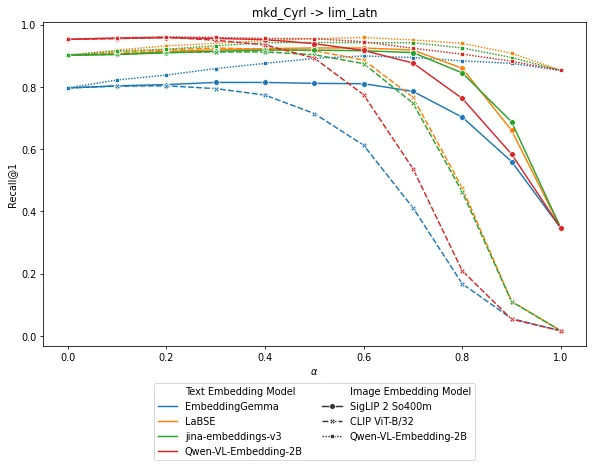 mkd_Cyrl -> lim_Latn
Recall@1
1.0
0.8
0.6
0.4
0.2
0.0
0.0 0.2 0.4 0.6 0.8 1.0
α
Text Embedding Model
EmbeddingGemma
LaBSE
jina-embeddings-v3
Qwen-VL-Embedding-2B
Image Embedding Model
SigLIP 2 So400m
CLIP ViT-B/32
Qwen-VL-Embedding-2B